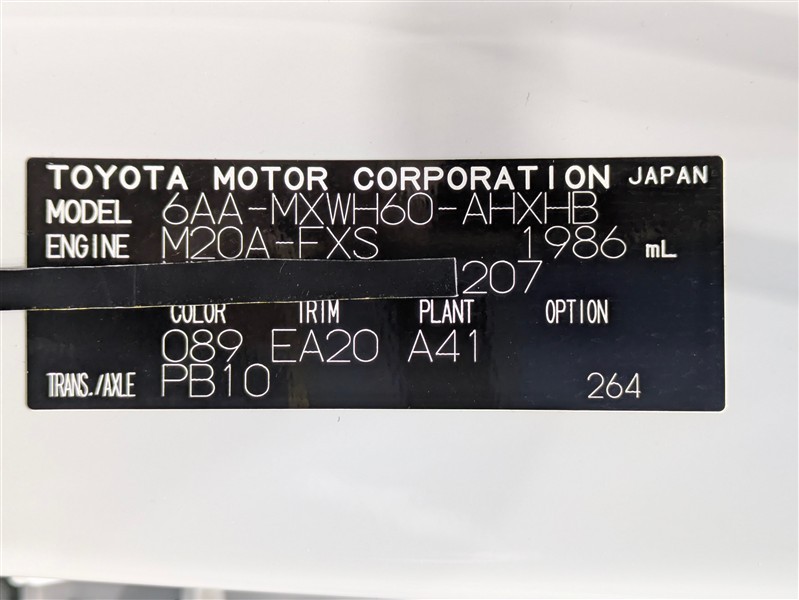 TOYOTA MOTOR CORPORATION JAPAN
MODEL 6AA-MXWH60-AHXHB
ENGINE M20A-FXS 1986 mL
207
COLOR TRIM PLANT OPTION
089 EA20 A41
TRANS./AXLE PB10 264